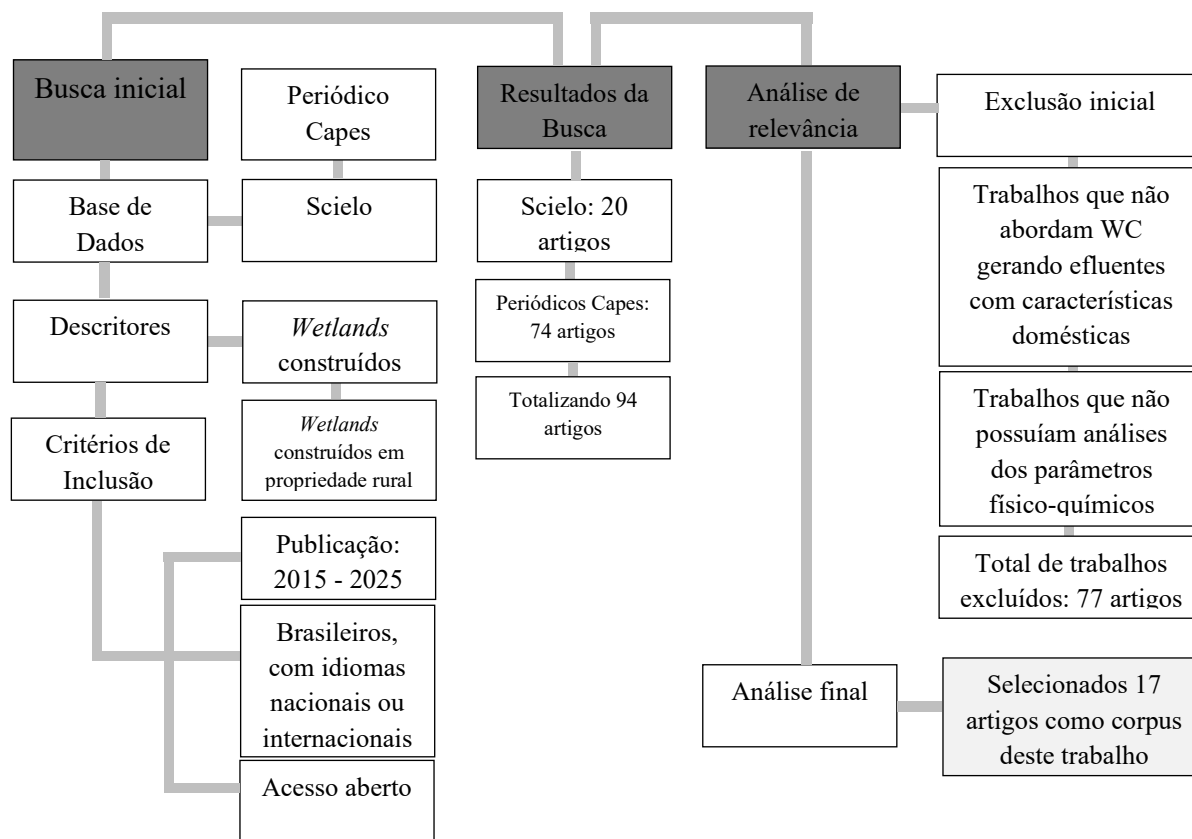 Busca inicial
Base de
Dados
Descritores
Critérios de
Inclusão
Periódico
Capes
Scielo
Wetlands
construídos
Wetlands
construídos em
propriedade rural
Publicação:
2015 - 2025
Brasileiros,
com idiomas
nacionais ou
internacionais
Acesso aberto
Resultados da
Busca
Scielo: 20
artigos
Periódicos Capes:
74 artigos
Totalizando 94
artigos
Análise de
relevância
Exclusão inicial
Trabalhos que não
abordam WC
gerando efluentes
com características
domésticas
Trabalhos que não
possuíam análises
dos parâmetros
físico-químicos
Total de trabalhos
excluídos: 77 artigos
Análise final
Selecionados 17
artigos como corpus
deste trabalho